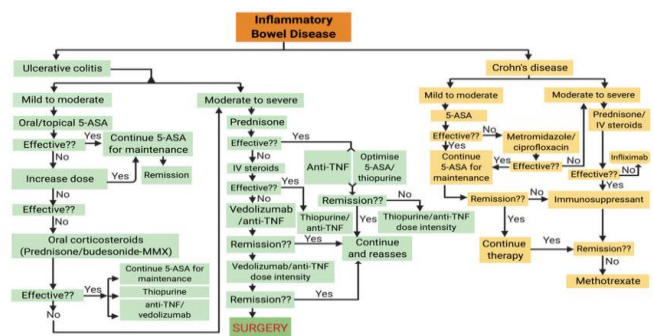 Inflammatory
Bowel Disease
Ulcerative colitis
Mild to moderate
Oral/topical 5-ASA
Effective??
Yes
Continue 5-ASA
for maintenance
No
Yes
Remission
Increase dose
No
Effective??
No
Oral corticosteroids
(Prednisone/budesonide-MMX)
Effective??
Yes
Continue 5-ASA for
maintenance
Thiopurine
anti-TNF/
vedolizumab
No
Moderate to severe
Prednisone
Effective??
Yes
No
IV steroids
Effective??
Yes
No
Vedolizumab
/anti-TNF
Remission??
Yes
No
Vedolizumab/anti-TNF
dose intensity
Remission??
Yes
SURGERY
Anti-TNF
Optimise
5-ASA/
thiopurine
Remission??
No
Yes
Thiopurine/
anti-TNF
Thiopurine/anti-TNF
dose intensity
Continue
and reasses
Crohn's disease
Mild to moderate
5-ASA
Effective??
No
Metromidazole/
ciprofloxacin
Yes
Effective??
No
Yes
Continue
5-ASA for
maintenance
Remission??
No
Yes
Continue
therapy
Yes
Moderate to severe
Prednisone/
IV steroids
Infliximab
Effective??
No
Yes
Immunosuppressant
Remission??
No
Methotrexate